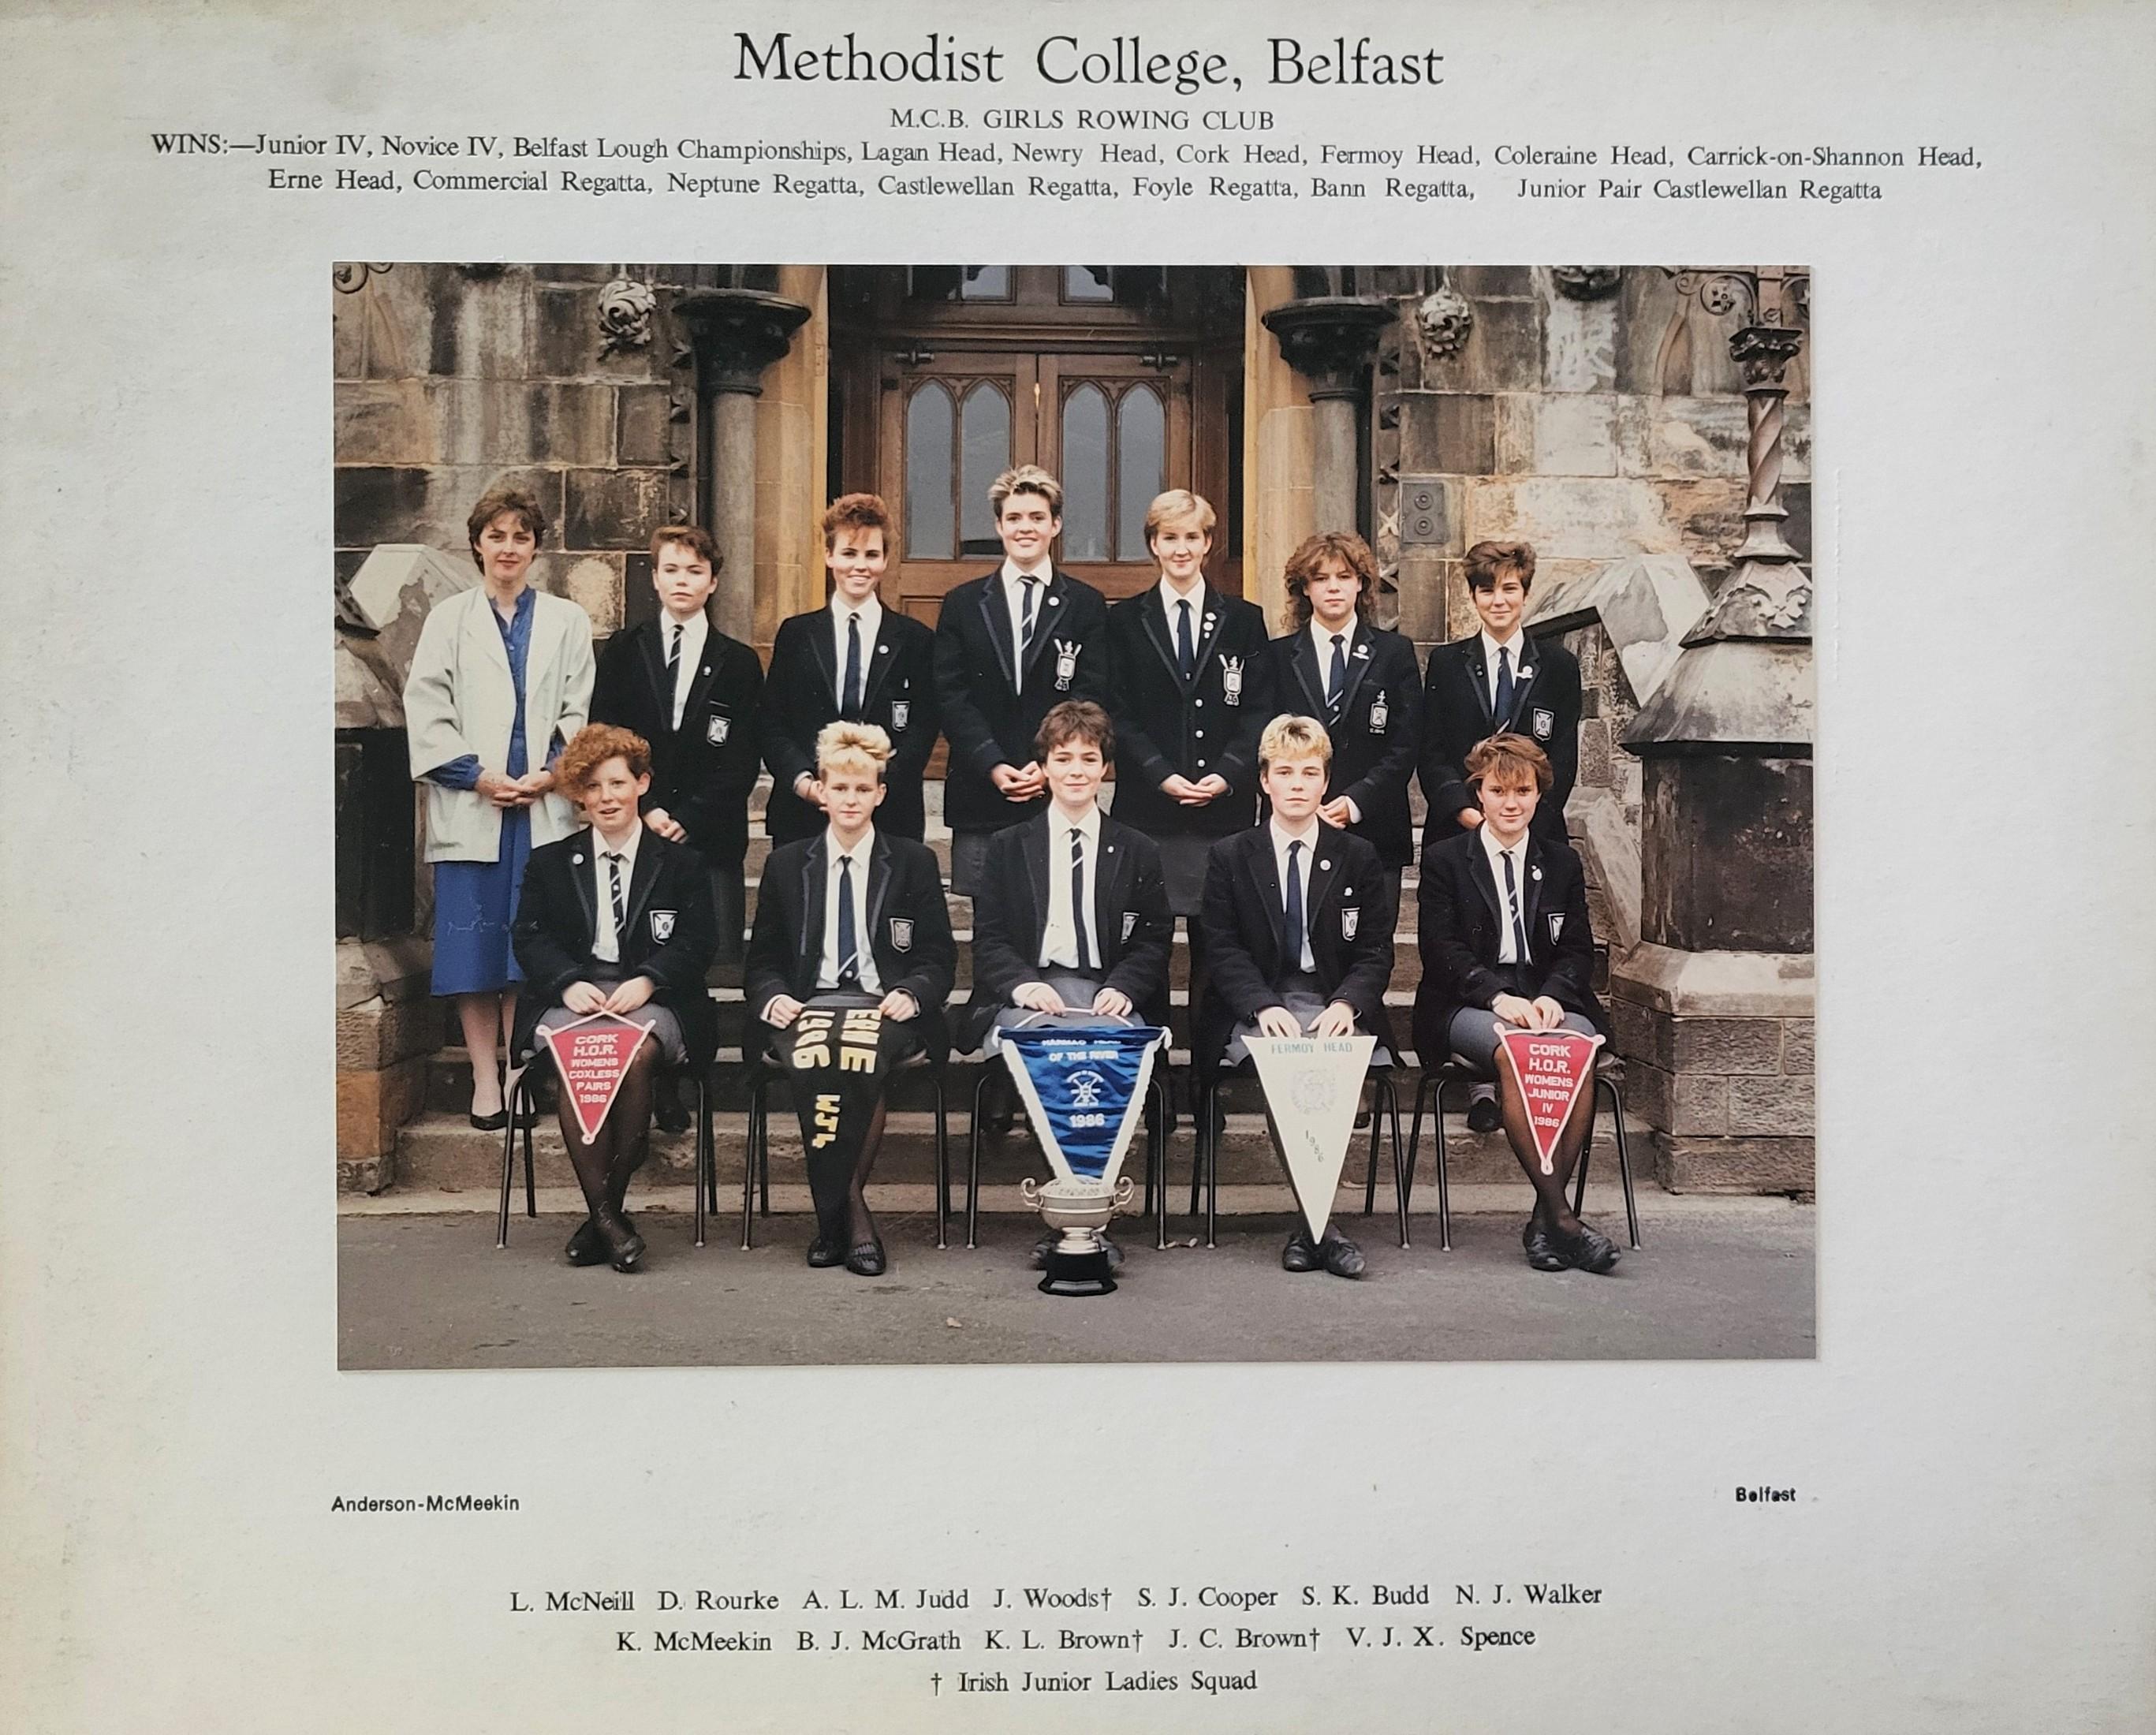 Methodist College, Belfast
M.C.B. GIRLS ROWING CLUB
WINS:—Junior IV, Novice IV, Belfast Lough Championships, Lagan Head, Newry Head, Cork Head, Fermoy Head, Coleraine Head, Carrick-on-Shannon Head,
Erne Head, Commercial Regatta, Neptune Regatta, Castlewellan Regatta, Foyle Regatta, Bann Regatta, Junior Pair Castlewellan Regatta
CORK
H.O.R.
WOMENS
COXLESS
PAIRS
1986
ERNE
1986
WJ4
HEAD
OF THE RIVER
1986
FERMOY HEAD
1986
CORK
H.O.R.
WOMENS
JUNIOR
IV
1986
Anderson-McMeekin
Belfast
L. McNeill D. Rourke A. L. M. Judd J. Woods† S. J. Cooper S. K. Budd N. J. Walker
K. McMeekin B. J. McGrath K. L. Brown† J. C. Brown† V. J. X. Spence
† Irish Junior Ladies Squad